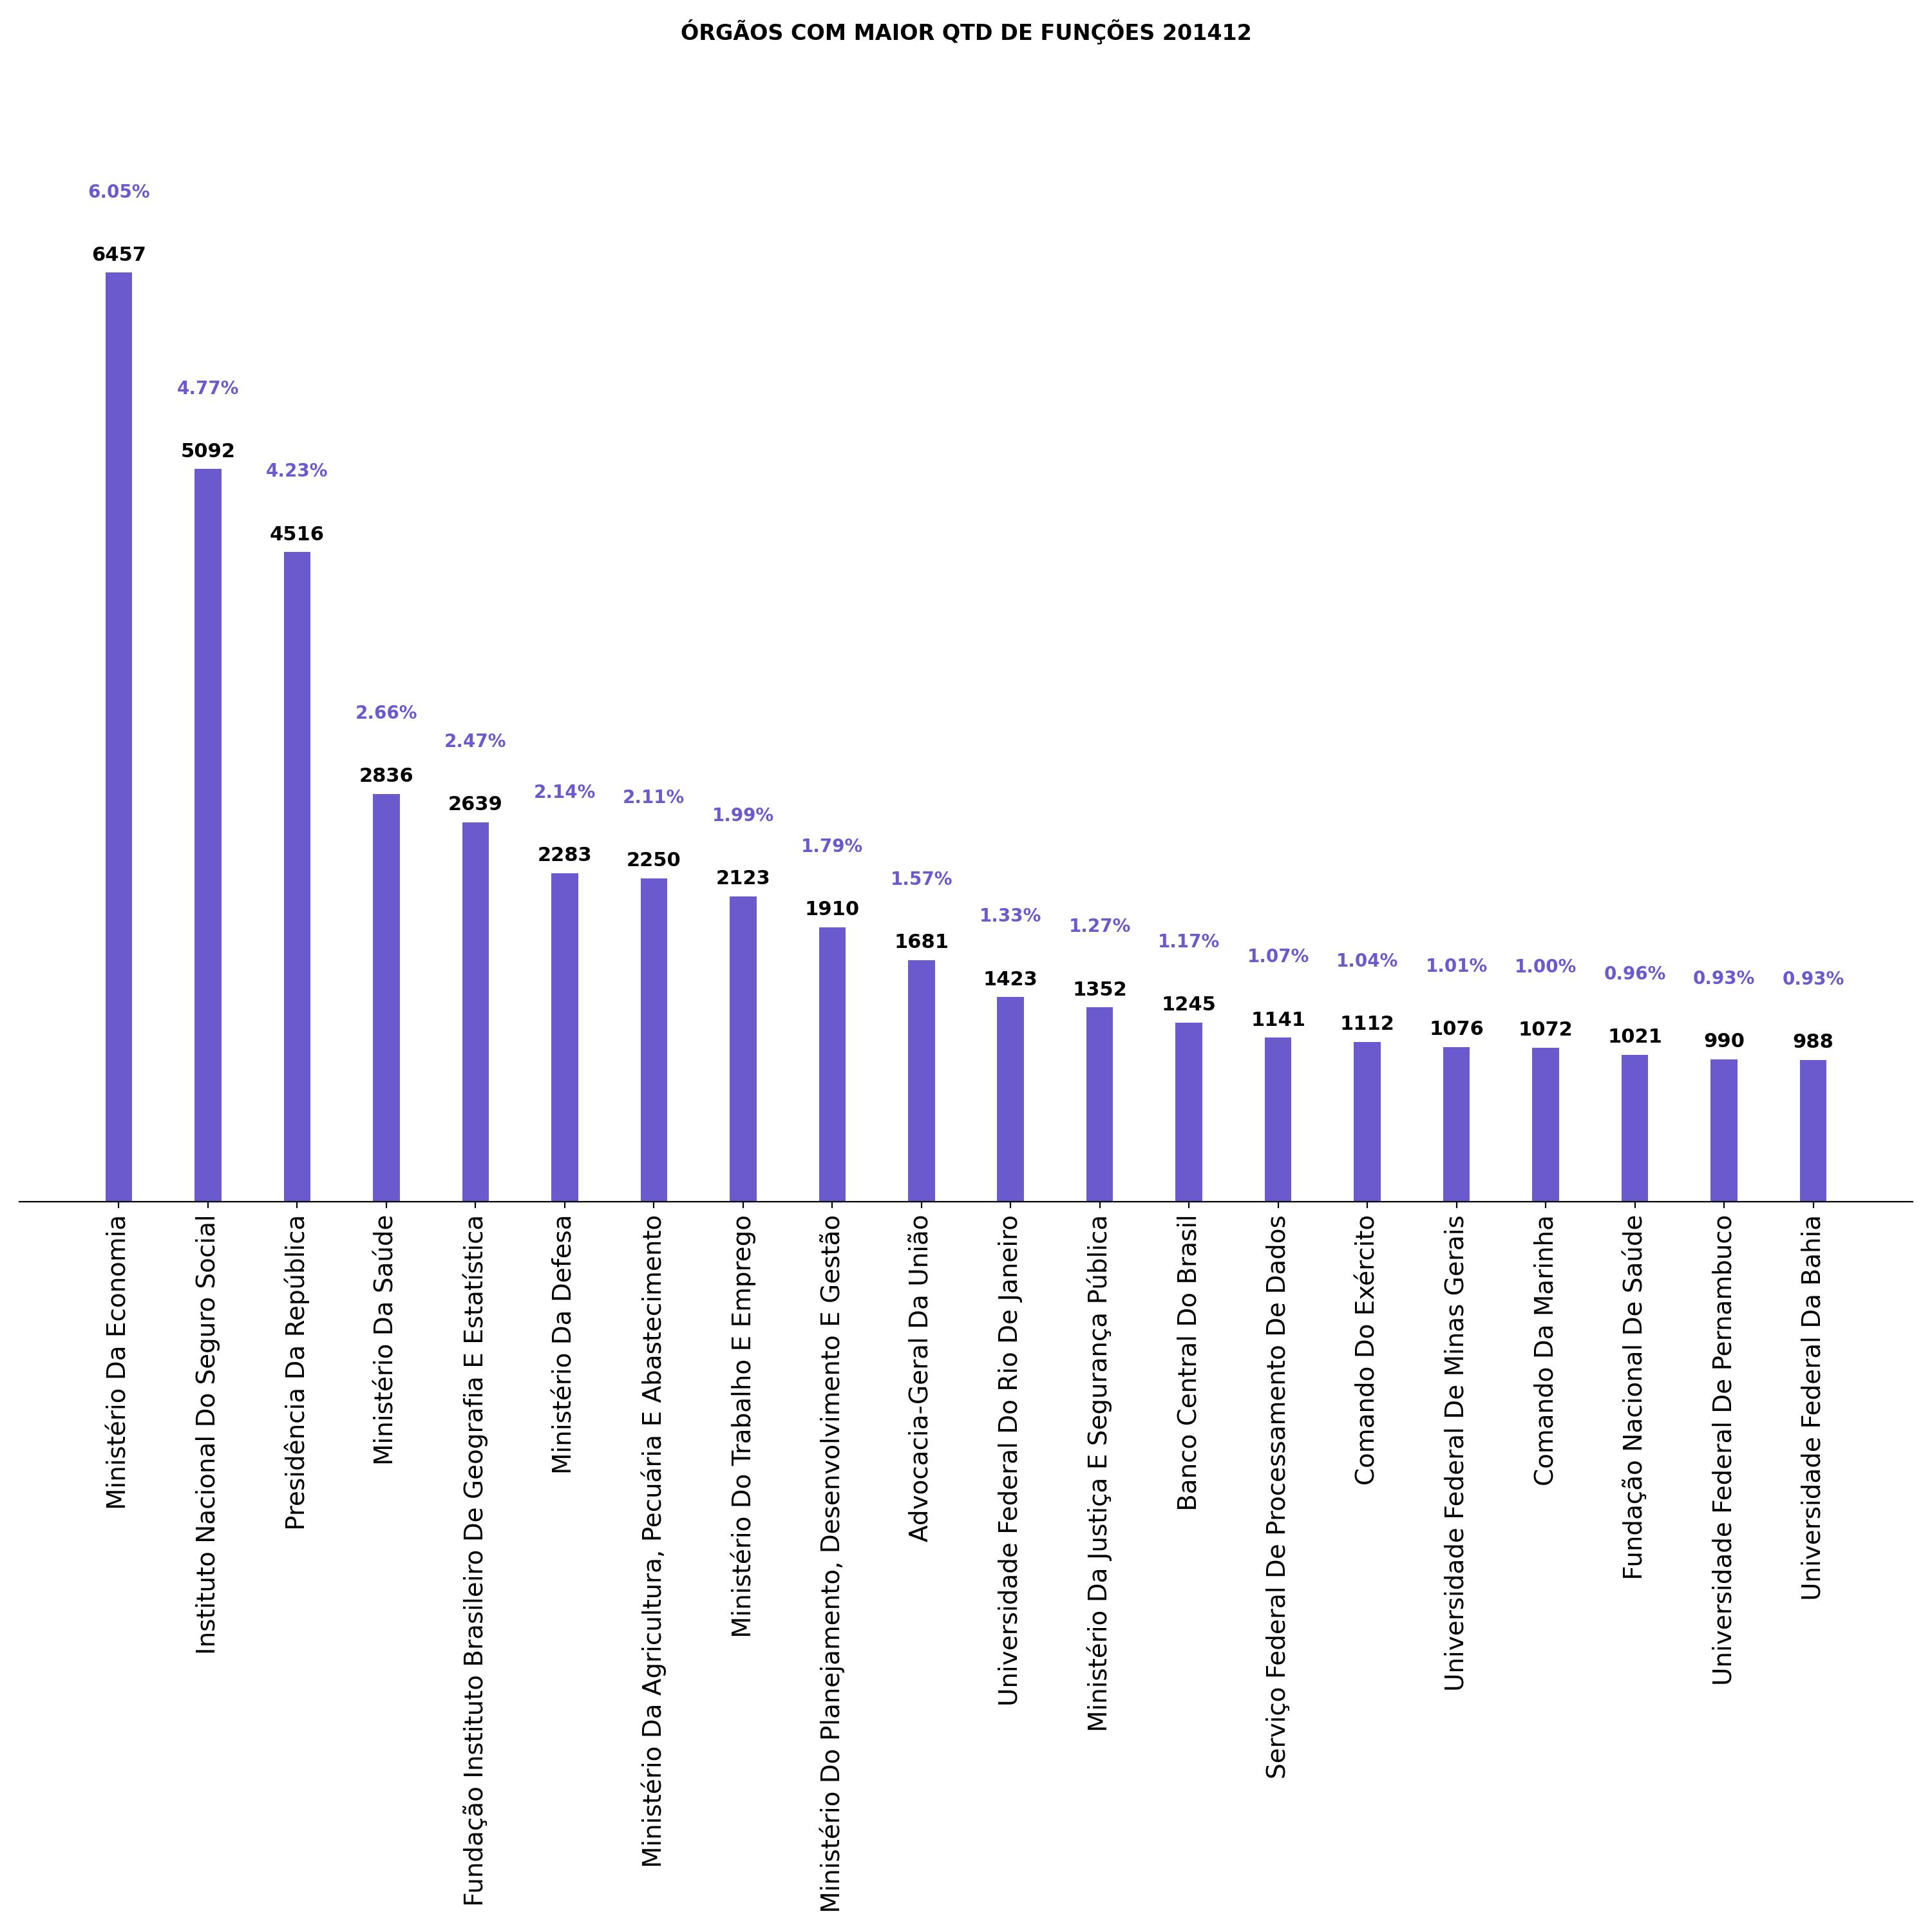 ÓRGÃOS COM MAIOR QTD DE FUNÇÕES 201412
6.05%
6457
4.77%
5092
4.23%
4516
2.66%
2836
2.47%
2639
2.14%
2283
2.11%
2250
1.99%
2123
1.79%
1910
1.57%
1681
1.33%
1423
1.27%
1352
1.17%
1245
1.07%
1141
1.04%
1112
1.01%
1076
1.00%
1072
0.96%
1021
0.93%
990
0.93%
988
Ministério Da Economia
Instituto Nacional Do Seguro Social
Presidência Da República
Ministério Da Saúde
Fundação Instituto Brasileiro De Geografia E Estatística
Ministério Da Defesa
Ministério Da Agricultura, Pecuária E Abastecimento
Ministério Do Trabalho E Emprego
Ministério Do Planejamento, Desenvolvimento E Gestão
Advocacia-Geral Da União
Universidade Federal Do Rio De Janeiro
Ministério Da Justiça E Segurança Pública
Banco Central Do Brasil
Serviço Federal De Processamento De Dados
Comando Do Exército
Universidade Federal De Minas Gerais
Comando Da Marinha
Fundação Nacional De Saúde
Universidade Federal De Pernambuco
Universidade Federal Da Bahia